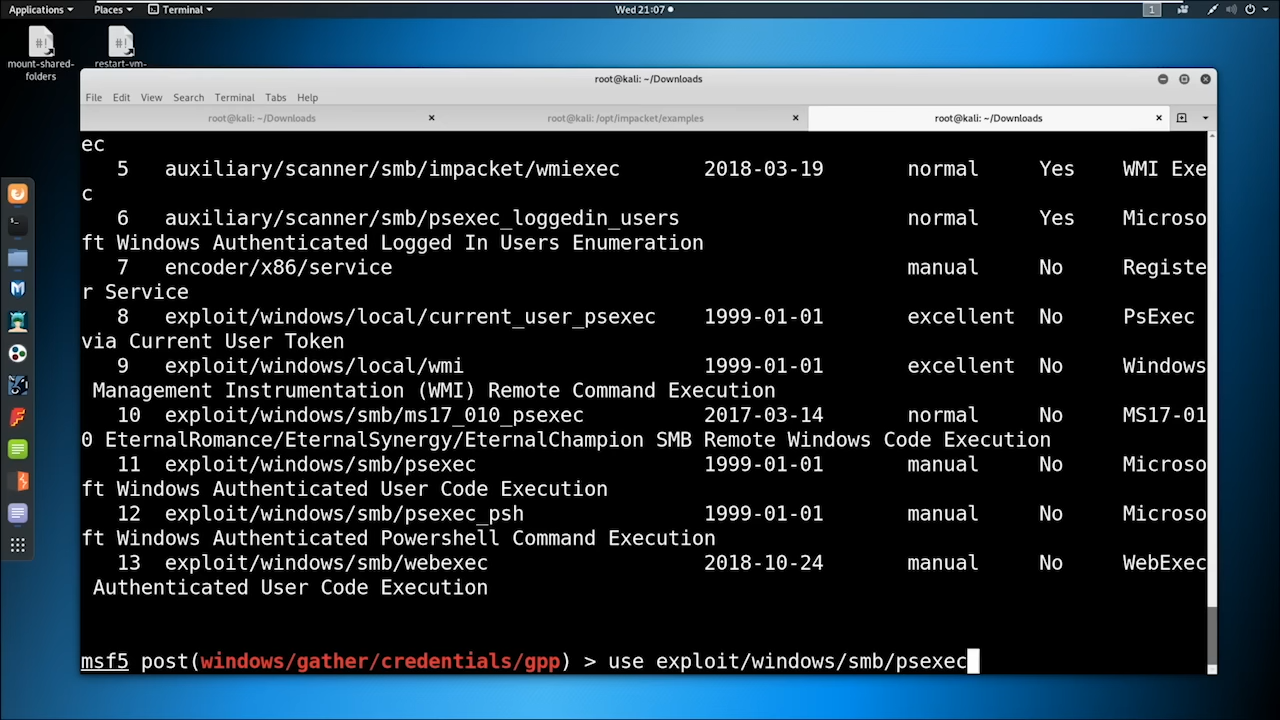 Applications Places Terminal Wed 21:07 1
mount-shared-folders
restart-vm-
root@kali: ~/Downloads
File Edit View Search Terminal Tabs Help
root@kali: ~/Downloads root@kali: /opt/impacket/examples root@kali: ~/Downloads
ec
5 auxiliary/scanner/smb/impacket/wmiexec 2018-03-19 normal Yes WMI Exe
c
6 auxiliary/scanner/smb/psexec_loggedin_users normal Yes Microso
ft Windows Authenticated Logged In Users Enumeration
7 encoder/x86/service manual No Registe
r Service
8 exploit/windows/local/current_user_psexec 1999-01-01 excellent No PsExec
via Current User Token
9 exploit/windows/local/wmi 1999-01-01 excellent No Windows
Management Instrumentation (WMI) Remote Command Execution
10 exploit/windows/smb/ms17_010_psexec 2017-03-14 normal No MS17-01
0 EternalRomance/EternalSynergy/EternalChampion SMB Remote Windows Code Execution
11 exploit/windows/smb/psexec 1999-01-01 manual No Microso
ft Windows Authenticated User Code Execution
12 exploit/windows/smb/psexec_psh 1999-01-01 manual No Microso
ft Windows Authenticated Powershell Command Execution
13 exploit/windows/smb/webexec 2018-10-24 manual No WebExec
Authenticated User Code Execution
msf5 post(windows/gather/credentials/gpp) > use exploit/windows/smb/psexec